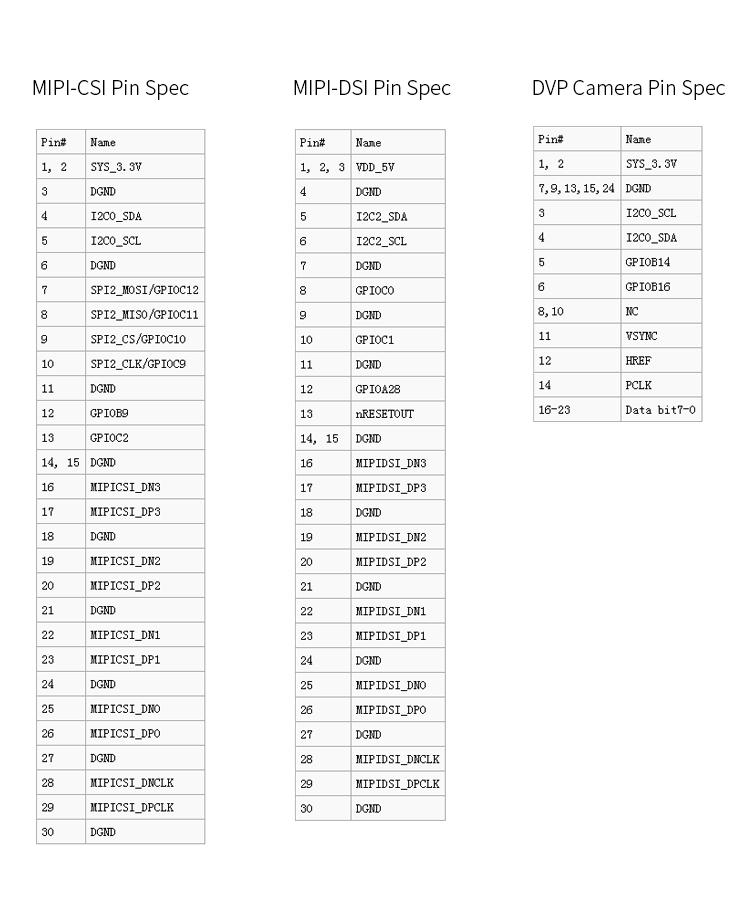 MIPI-CSI Pin Spec
Pin# Name
1, 2 SYS_3.3V
3 DGND
4 I2C0_SDA
5 I2C0_SCL
6 DGND
7 SPI2_MOSI/GPIOC12
8 SPI2_MISO/GPIOC11
9 SPI2_CS/GPIOC10
10 SPI2_CLK/GPIOC9
11 DGND
12 GPIOB9
13 GPIOC2
14, 15 DGND
16 MIPICSI_DN3
17 MIPICSI_DP3
18 DGND
19 MIPICSI_DN2
20 MIPICSI_DP2
21 DGND
22 MIPICSI_DN1
23 MIPICSI_DP1
24 DGND
25 MIPICSI_DN0
26 MIPICSI_DP0
27 DGND
28 MIPICSI_DNCLK
29 MIPICSI_DPCLK
30 DGND
MIPI-DSI Pin Spec
Pin# Name
1, 2, 3 VDD_5V
4 DGND
5 I2C2_SDA
6 I2C2_SCL
7 DGND
8 GPIOC0
9 DGND
10 GPIOC1
11 DGND
12 GPIOA28
13 nRESETOUT
14, 15 DGND
16 MIPIDSI_DN3
17 MIPIDSI_DP3
18 DGND
19 MIPIDSI_DN2
20 MIPIDSI_DP2
21 DGND
22 MIPIDSI_DN1
23 MIPIDSI_DP1
24 DGND
25 MIPIDSI_DN0
26 MIPIDSI_DP0
27 DGND
28 MIPIDSI_DNCLK
29 MIPIDSI_DPCLK
30 DGND
DVP Camera Pin Spec
Pin# Name
1, 2 SYS_3.3V
7,9,13,15,24 DGND
3 I2C0_SCL
4 I2C0_SDA
5 GPIOB14
6 GPIOB16
8,10 NC
11 VSYNC
12 HREF
14 PCLK
16-23 Data bit7-0